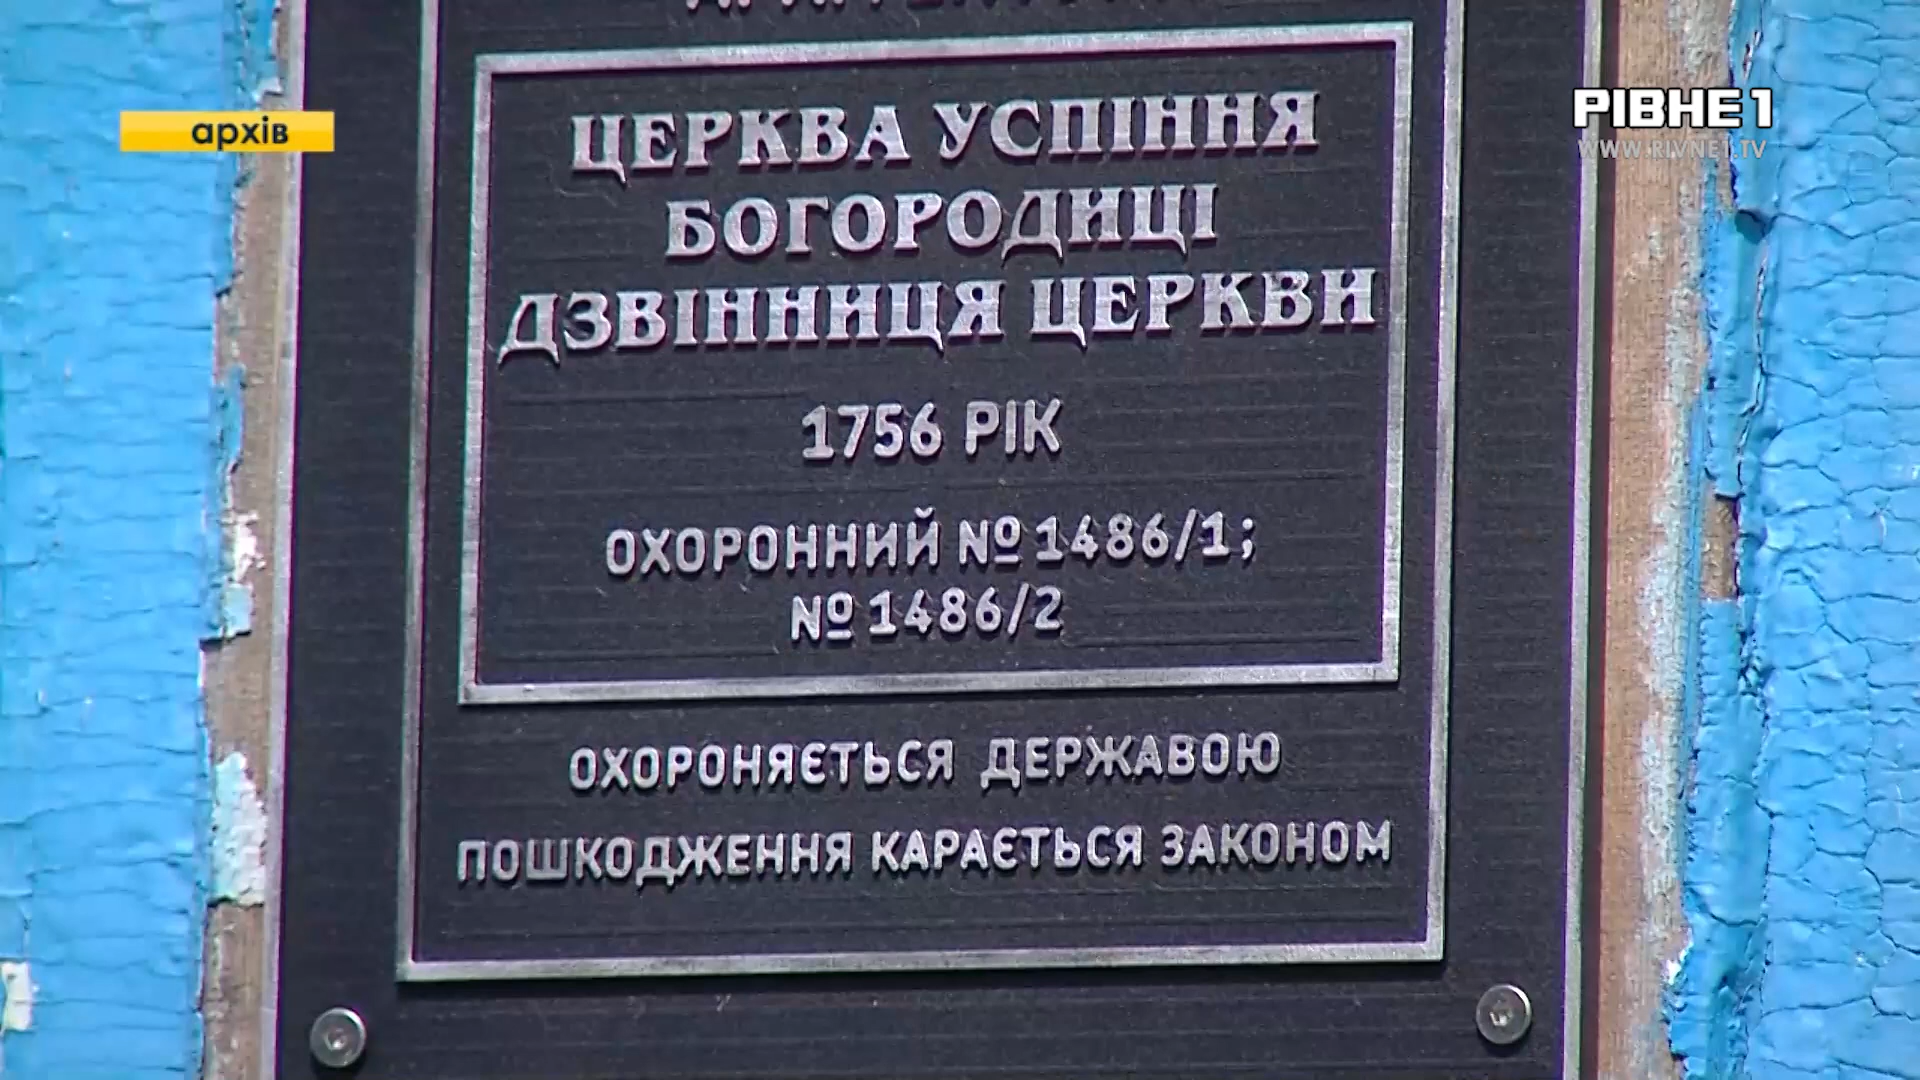 архів
РІВНЕ 1
WWW.RIVNE1.TV
ЦЕРКВА УСПІННЯ
БОГОРОДИЦІ
ДЗВІННИЦЯ ЦЕРКВИ
1756 РІК
ОХОРОННИЙ № 1486/1;
№ 1486/2
ОХОРОНЯЄТЬСЯ ДЕРЖАВОЮ
ПОШКОДЖЕННЯ КАРАЄТЬСЯ ЗАКОНОМ